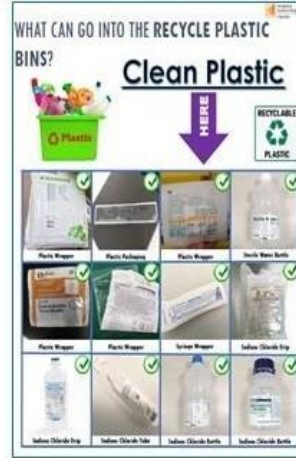 WHAT CAN GO INTO THE RECYCLE PLASTIC
BINS?
Clean Plastic
HERE
RECYCLABLE
PLASTIC
Plastic
Plastic Wrapper
Plastic Packaging
Plastic Wrapper
Sterile Water Bottle
Plastic Wrapper
Plastic Wrapper
Syringe Wrapper
Sodium Chloride Drip
Sodium Chloride Drip
Sodium Chloride Tube
Sodium Chloride Bottle
Sodium Chloride Bottle